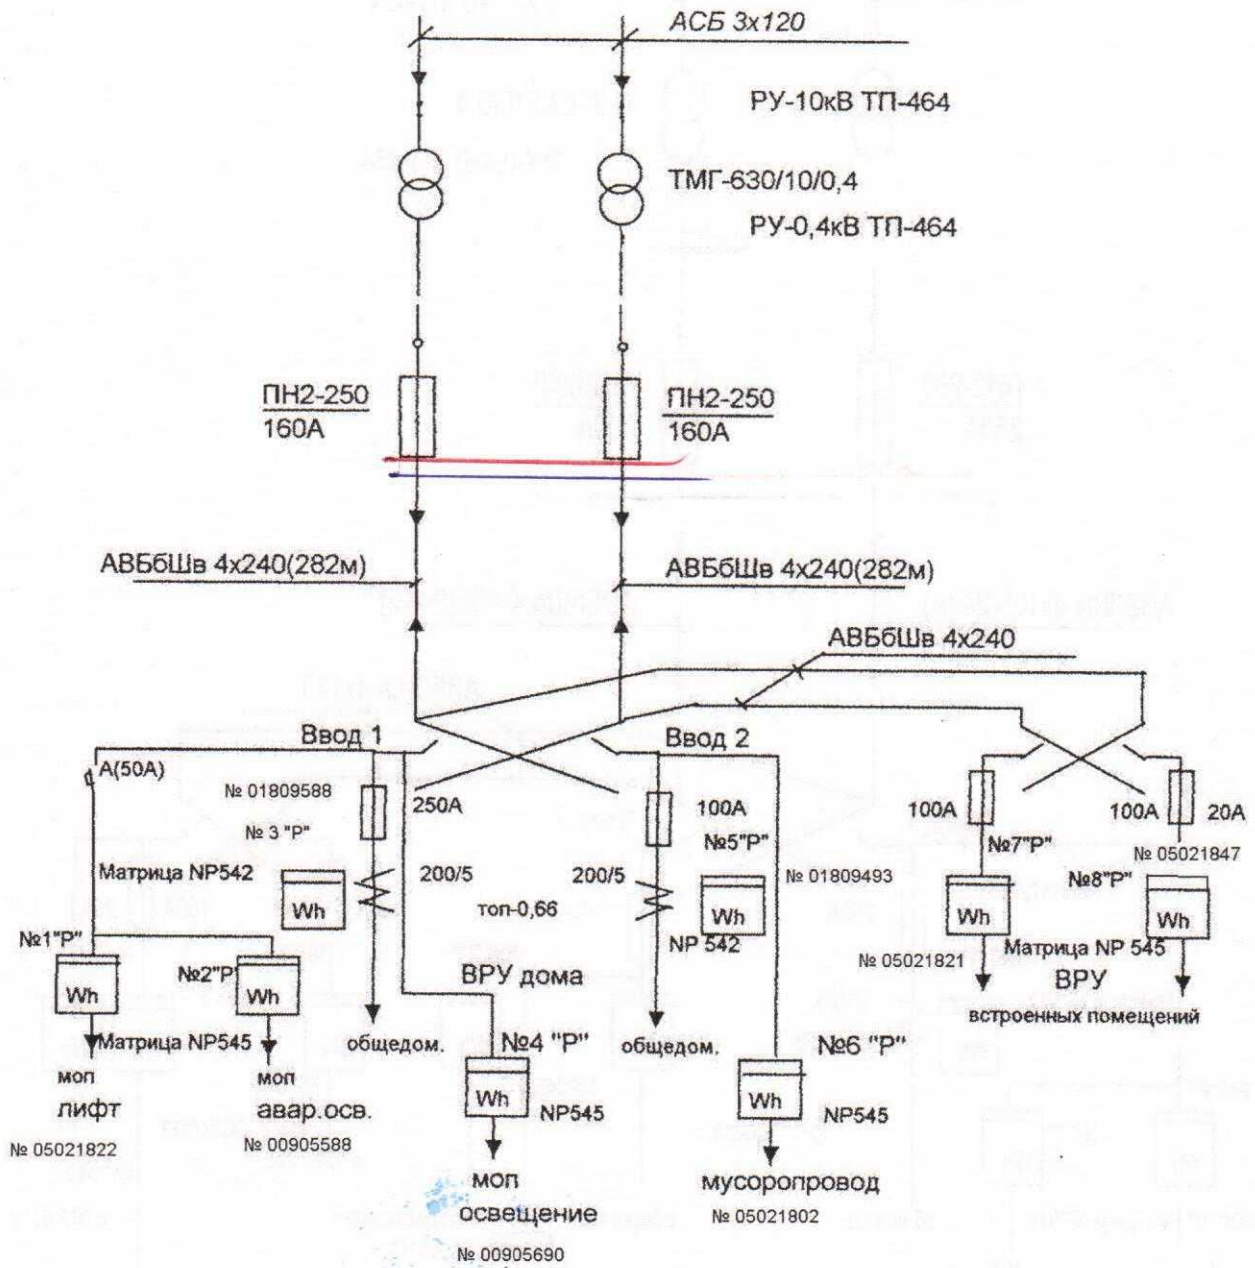 АСБ 3х120
РУ-10кВ ТП-464
ТМГ-630/10/0,4
РУ-0,4кВ ТП-464
ПН2-250
160А
ПН2-250
160А
АВБбШв 4х240(282м)
АВБбШв 4х240(282м)
АВБбШв 4х240
Ввод 1
Ввод 2
А(50А)
№ 01809588
250А
100А
100А
100А
20А
№ 3 "Р"
№5"Р"
№7"Р"
№ 05021847
Матрица NP542
200/5
200/5
№ 01809493
№8"Р"
Wh
топ-0,66
Wh
Wh
Wh
№1"Р"
№2"Р"
NP 542
Матрица NP 545
№ 05021821
ВРУ
Wh
Wh
ВРУ дома
встроенных помещений
Матрица NP545
общедом.
№4 "Р"
общедом.
№6 "Р"
моп
моп
Wh
Wh
лифт
авар.осв.
NP545
NP545
№ 05021822
№ 00905588
моп
мусоропровод
освещение
№ 05021802
№ 00905690